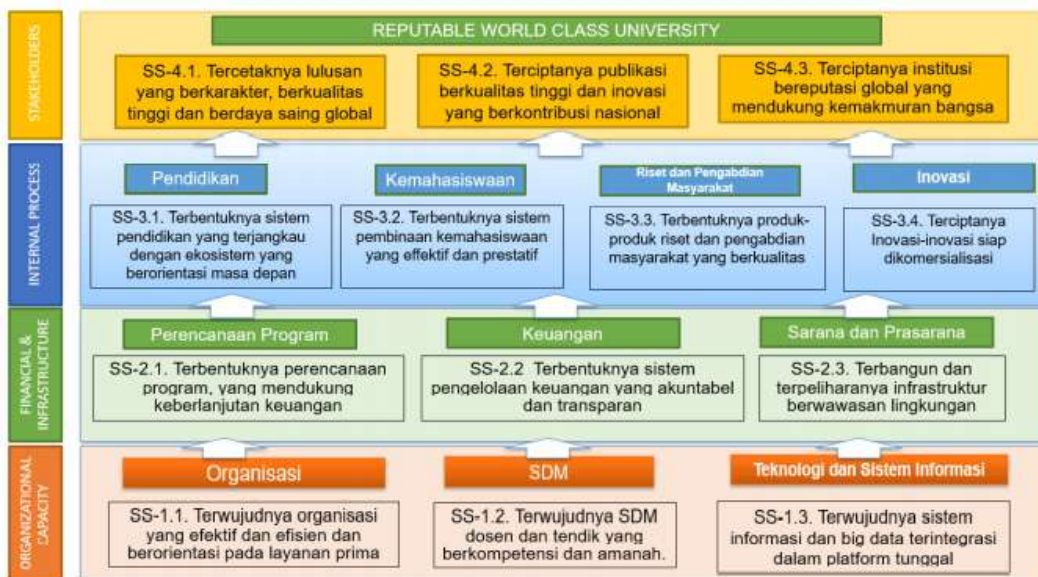 STAKEHOLDERS
REPUTABLE WORLD CLASS UNIVERSITY
SS-4.1. Tercetaknya lulusan
yang berkarakter, berkualitas
tinggi dan berdaya saing global
SS-4.2. Terciptanya publikasi
berkualitas tinggi dan inovasi
yang berkontribusi nasional
SS-4.3. Terciptanya institusi
bereputasi global yang
mendukung kemakmuran bangsa
INTERNAL PROCESS
Pendidikan
SS-3.1. Terbentuknya sistem
pendidikan yang terjangkau
dengan ekosistem yang
berorientasi masa depan
Kemahasiswaan
SS-3.2. Terbentuknya sistem
pembinaan kemahasiswaan
yang effektif dan prestatif
Riset dan Pengabdian
Masyarakat
SS-3.3. Terbentuknya produk-
produk riset dan pengabdian
masyarakat yang berkualitas
Inovasi
SS-3.4. Terciptanya
Inovasi-inovasi siap
dikomersialisasi
FINANCIAL &
INFRASTRUCTURE
Perencanaan Program
SS-2.1. Terbentuknya perencanaan
program, yang mendukung
keberlanjutan keuangan
Keuangan
SS-2.2 Terbentuknya sistem
pengelolaan keuangan yang akuntabel
dan transparan
Sarana dan Prasarana
SS-2.3. Terbangun dan
terpeliharanya infrastruktur
berwawasan lingkungan
ORGANIZATIONAL
CAPACITY
Organisasi
SS-1.1. Terwujudnya organisasi
yang efektif dan efisien dan
berorientasi pada layanan prima
SDM
SS-1.2. Terwujudnya SDM
dosen dan tendik yang
berkompetensi dan amanah.
Teknologi dan Sistem Informasi
SS-1.3. Terwujudnya sistem
informasi dan big data terintegrasi
dalam platform tunggal